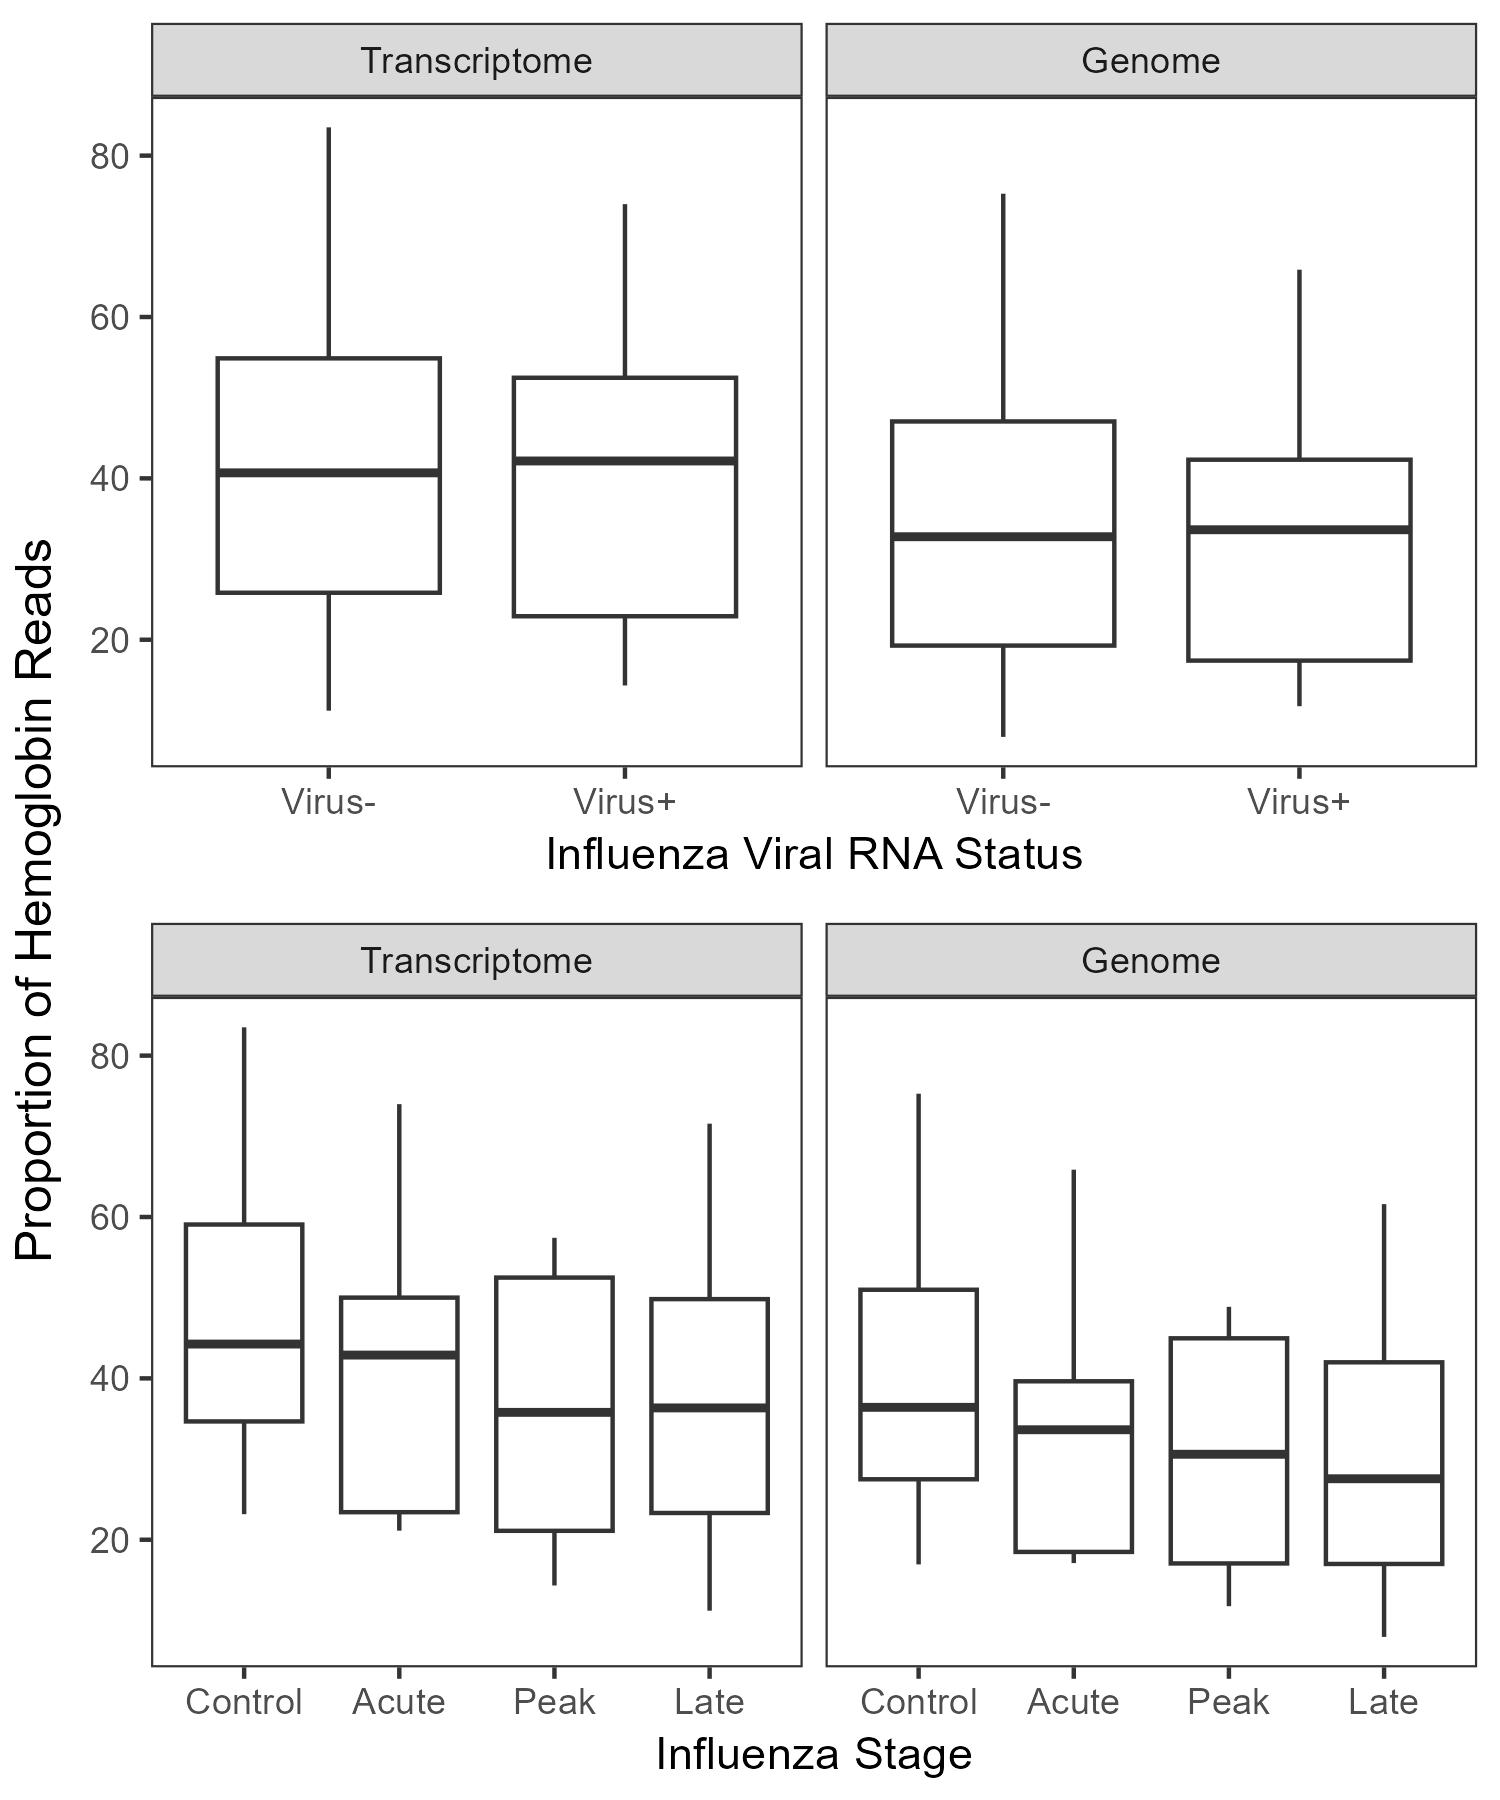 Proportion of Hemoglobin Reads
Transcriptome
Genome
80
60
40
20
Virus-
Virus+
Virus-
Virus+
Influenza Viral RNA Status
Transcriptome
Genome
80
60
40
20
Control
Acute
Peak
Late
Control
Acute
Peak
Late
Influenza Stage